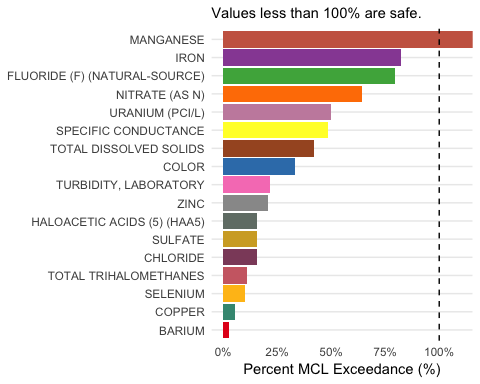 Values less than 100% are safe.
MANGANESE
IRON
FLUORIDE (F) (NATURAL-SOURCE)
NITRATE (AS N)
URANIUM (PCI/L)
SPECIFIC CONDUCTANCE
TOTAL DISSOLVED SOLIDS
COLOR
TURBIDITY, LABORATORY
ZINC
HALOACETIC ACIDS (5) (HAA5)
SULFATE
CHLORIDE
TOTAL TRIHALOMETHANES
SELENIUM
COPPER
BARIUM
0% 25% 50% 75% 100%
Percent MCL Exceedance (%)